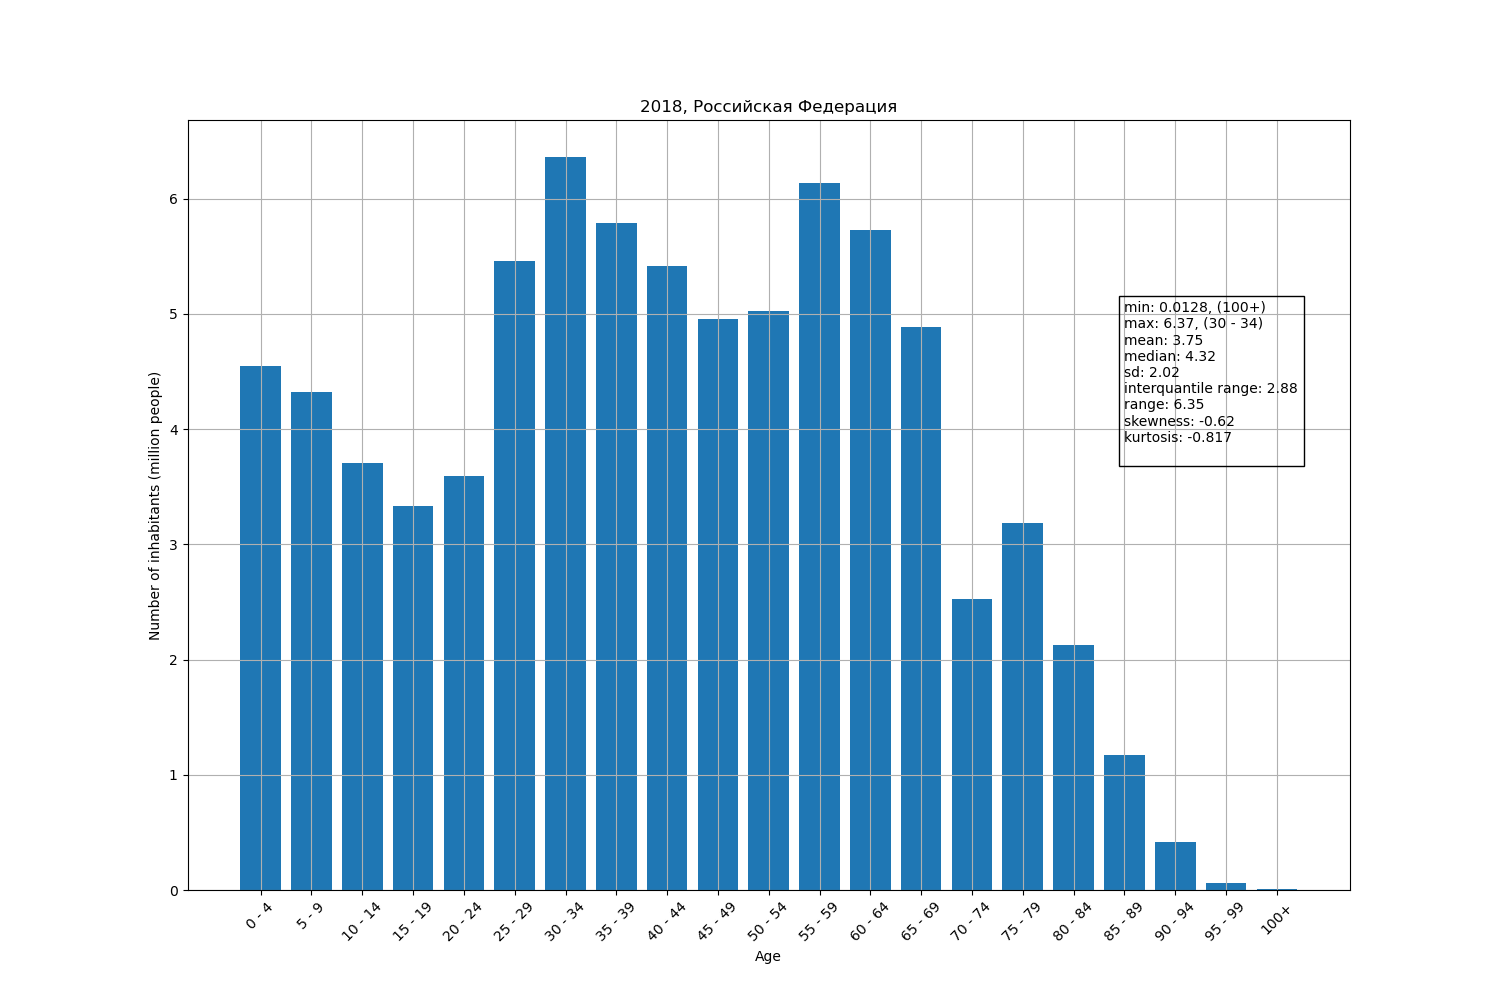 2018, Российская Федерация
Number of inhabitants (million people)
6
5
4
3
2
1
0
min: 0.0128, (100+)
max: 6.37, (30 - 34)
mean: 3.75
median: 4.32
sd: 2.02
interquantile range: 2.88
range: 6.35
skewness: -0.62
kurtosis: -0.817
0 - 4
5 - 9
10 - 14
15 - 19
20 - 24
25 - 29
30 - 34
35 - 39
40 - 44
45 - 49
50 - 54
55 - 59
60 - 64
65 - 69
70 - 74
75 - 79
80 - 84
85 - 89
90 - 94
95 - 99
100+
Age